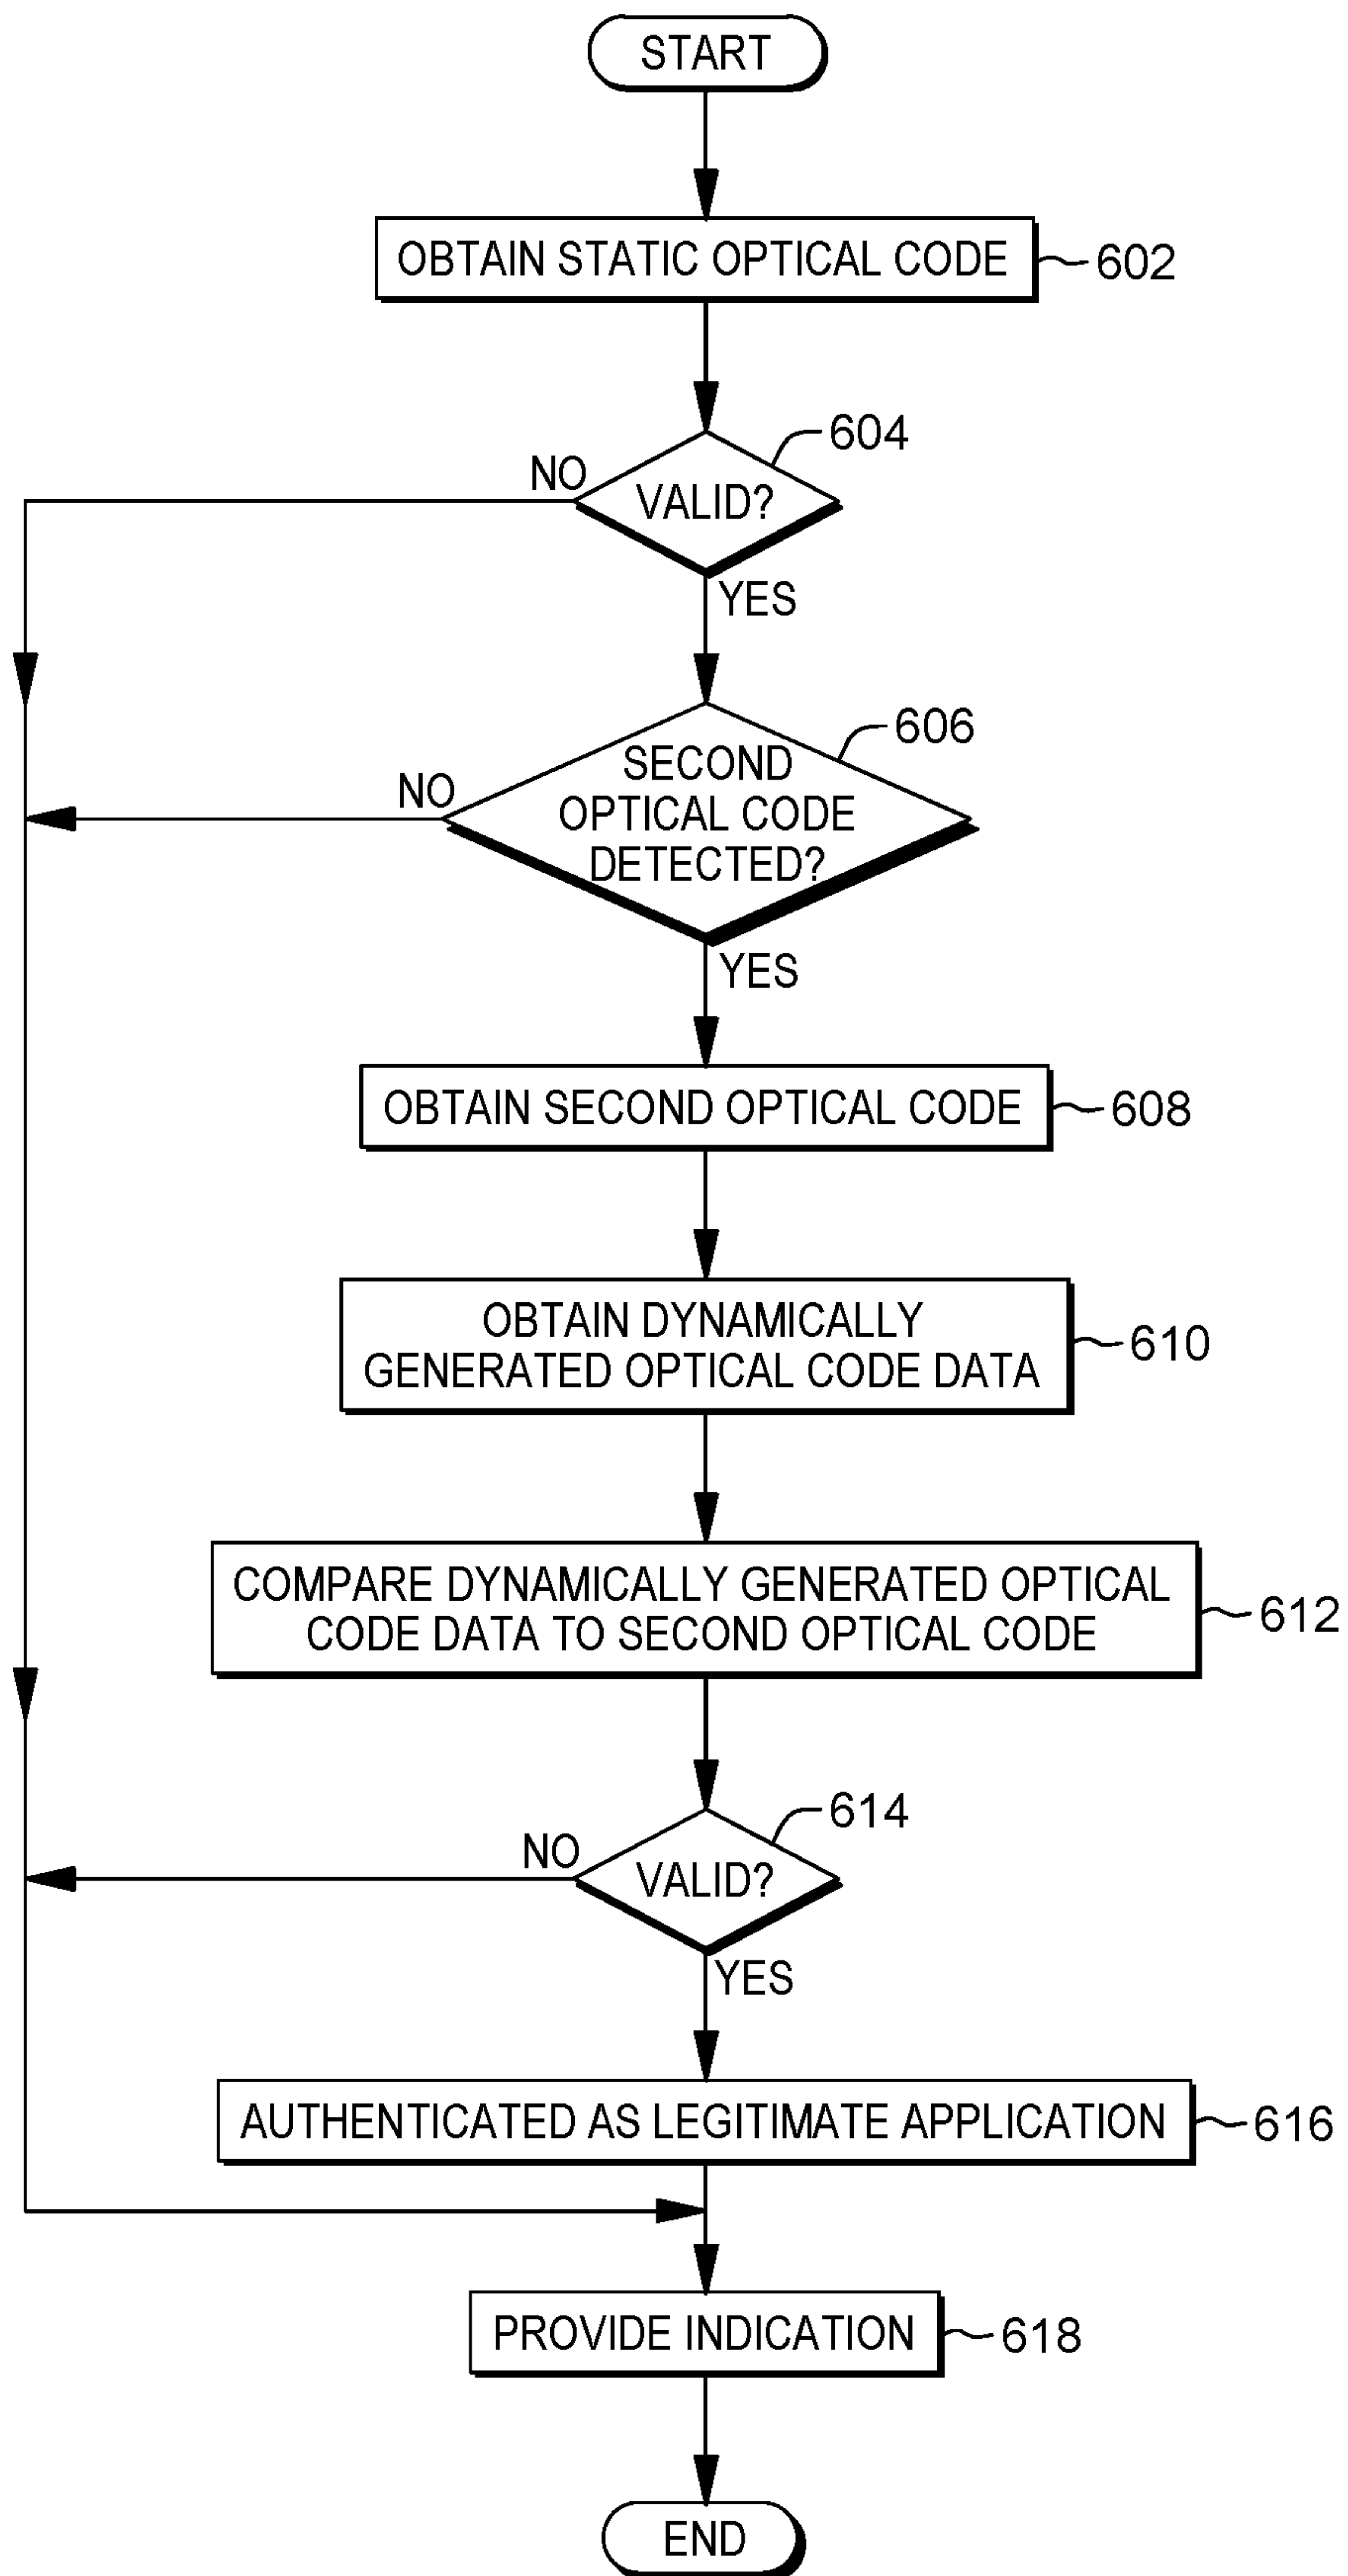 START
OBTAIN STATIC OPTICAL CODE
602
604
NO
VALID?
YES
606
SECOND
OPTICAL CODE
DETECTED?
NO
YES
OBTAIN SECOND OPTICAL CODE
608
OBTAIN DYNAMICALLY
GENERATED OPTICAL CODE DATA
610
COMPARE DYNAMICALLY GENERATED OPTICAL
CODE DATA TO SECOND OPTICAL CODE
612
614
NO
VALID?
YES
AUTHENTICATED AS LEGITIMATE APPLICATION
616
PROVIDE INDICATION
618
END